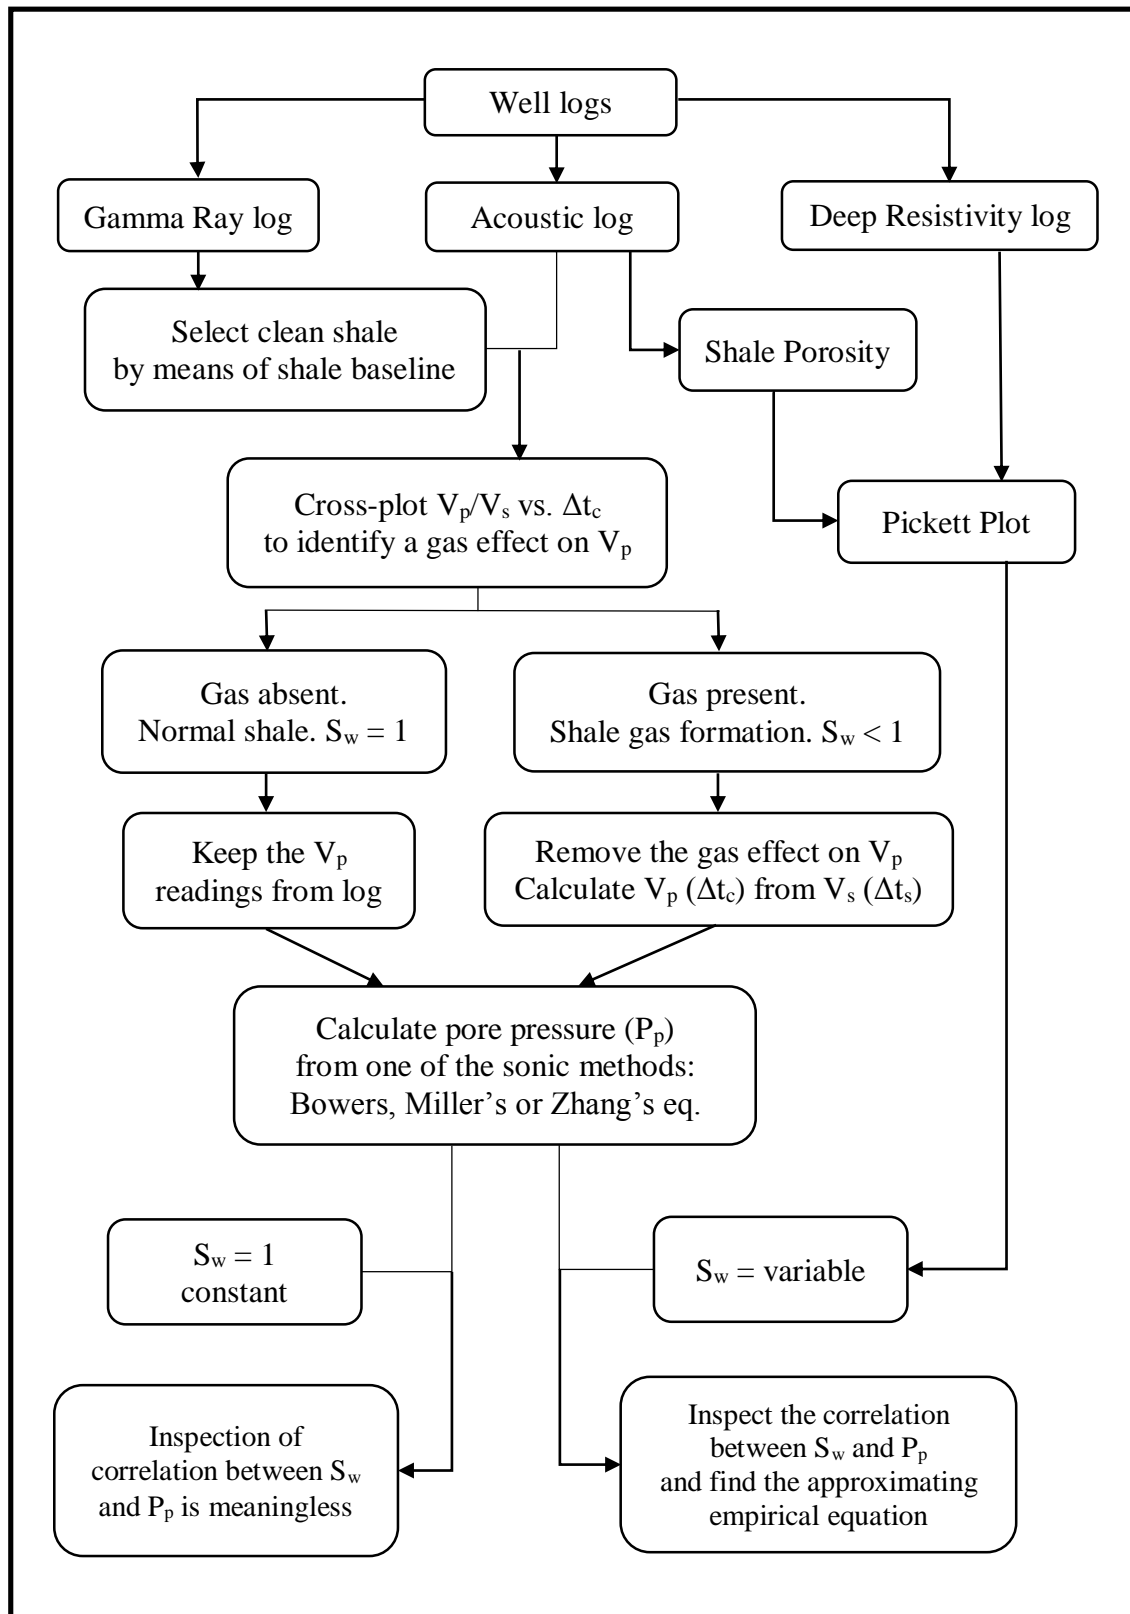 Well logs
Gamma Ray log
Acoustic log
Deep Resistivity log
Select clean shale
by means of shale baseline
Shale Porosity
Cross-plot Vp/Vs vs. Δtc
to identify a gas effect on Vp
Pickett Plot
Gas absent.
Normal shale. Sw = 1
Gas present.
Shale gas formation. Sw < 1
Keep the Vp
readings from log
Remove the gas effect on Vp
Calculate Vp (Δtc) from Vs (Δts)
Calculate pore pressure (Pp)
from one of the sonic methods:
Bowers, Miller’s or Zhang’s eq.
Sw = 1
constant
Sw = variable
Inspection of
correlation between Sw
and Pp is meaningless
Inspect the correlation
between Sw and Pp
and find the approximating
empirical equation